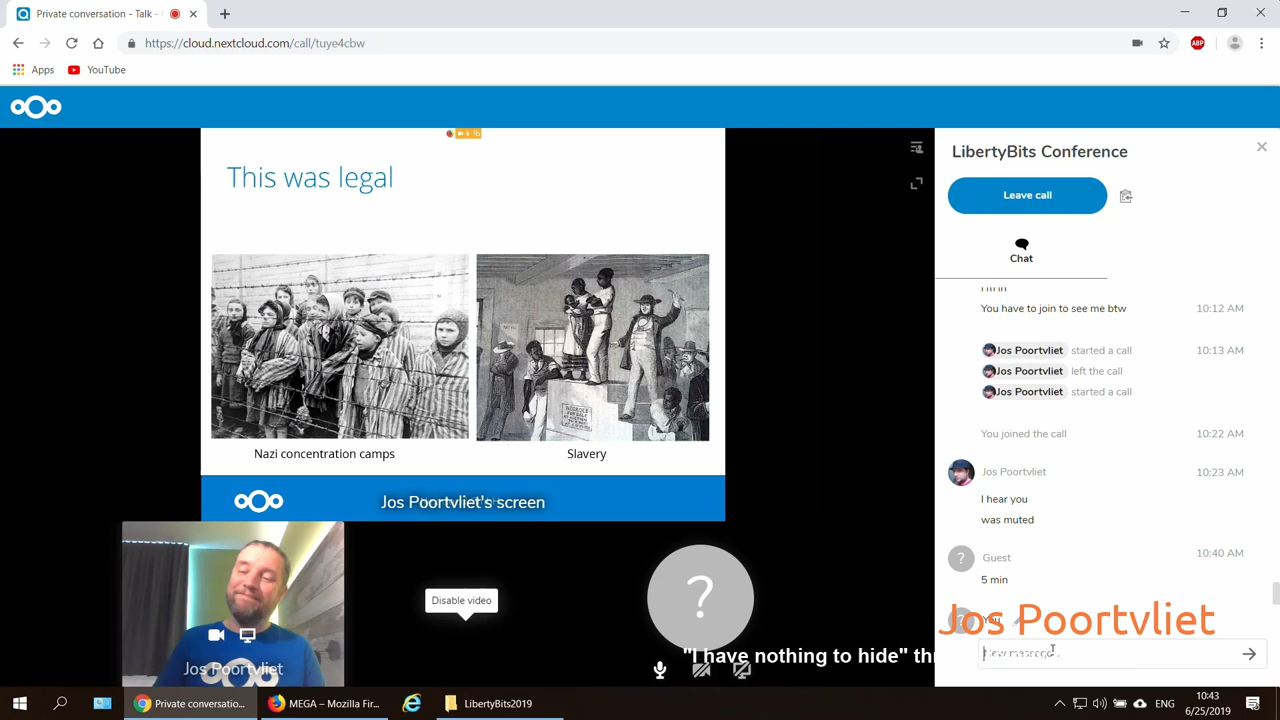 Private conversation - Talk -
https://cloud.nextcloud.com/call/tuye4cbw
ABP
Apps
YouTube
This was legal
Nazi concentration camps
Slavery
Jos Poortvliet's screen
Disable video
?
Jos Poortvliet
LibertyBits Conference
Leave call
Chat
You have to join to see me btw
10:12 AM
Jos Poortvliet started a call
10:13 AM
Jos Poortvliet left the call
Jos Poortvliet started a call
You joined the call
10:22 AM
Jos Poortvliet
10:23 AM
I hear you
was muted
?
Guest
10:40 AM
5 min
You
Jos Poortvliet
New message
"I have nothing to hide"
Private conversatio...
MEGA – Mozilla Fir...
LibertyBits2019
ENG
10:43
6/25/2019